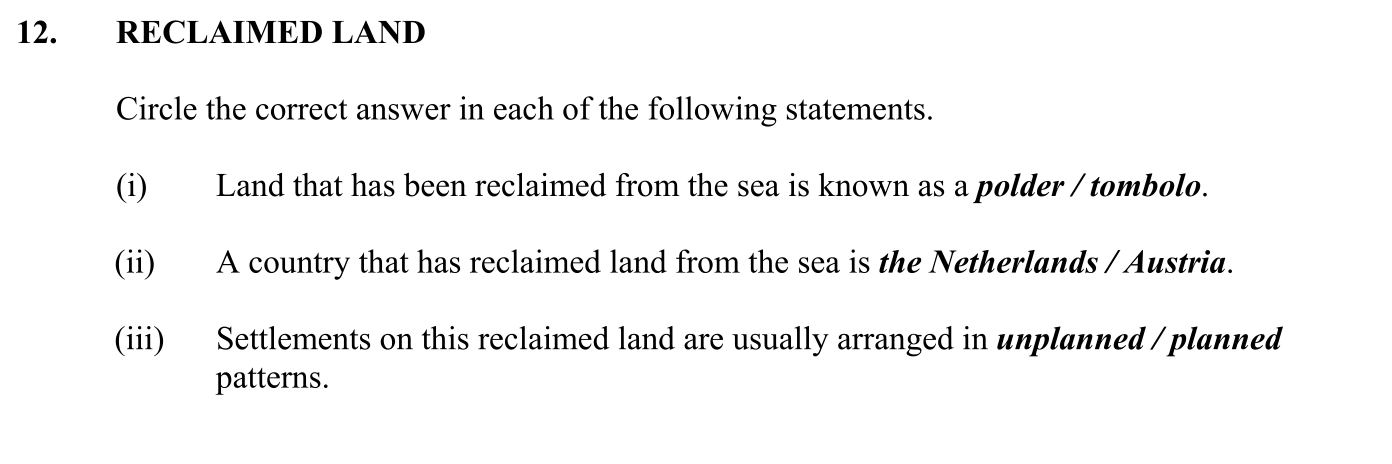 12. RECLAIMED LAND
Circle the correct answer in each of the following statements.
(i) Land that has been reclaimed from the sea is known as a polder / tombolo.
(ii) A country that has reclaimed land from the sea is the Netherlands / Austria.
(iii) Settlements on this reclaimed land are usually arranged in unplanned / planned
patterns.